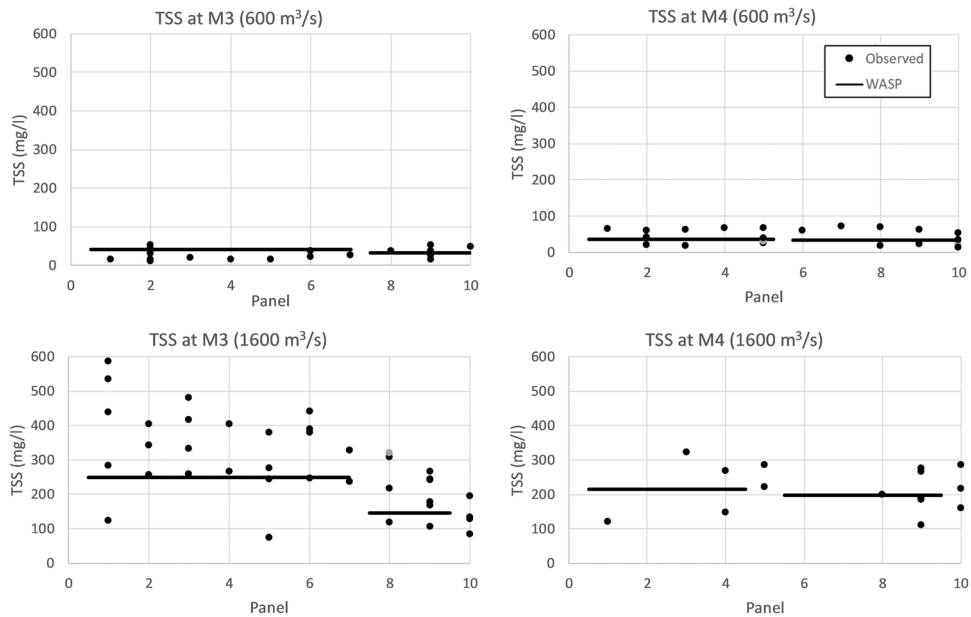 TSS at M3 (600 m³/s)
600
500
400
300
200
100
0
TSS (mg/l)
0 2 4 6 8 10
Panel
TSS at M4 (600 m³/s)
600
500
400
300
200
100
0
TSS (mg/l)
Observed
WASP
0 2 4 6 8 10
Panel
TSS at M3 (1600 m³/s)
600
500
400
300
200
100
0
TSS (mg/l)
0 2 4 6 8 10
Panel
TSS at M4 (1600 m³/s)
600
500
400
300
200
100
0
TSS (mg/l)
0 2 4 6 8 10
Panel